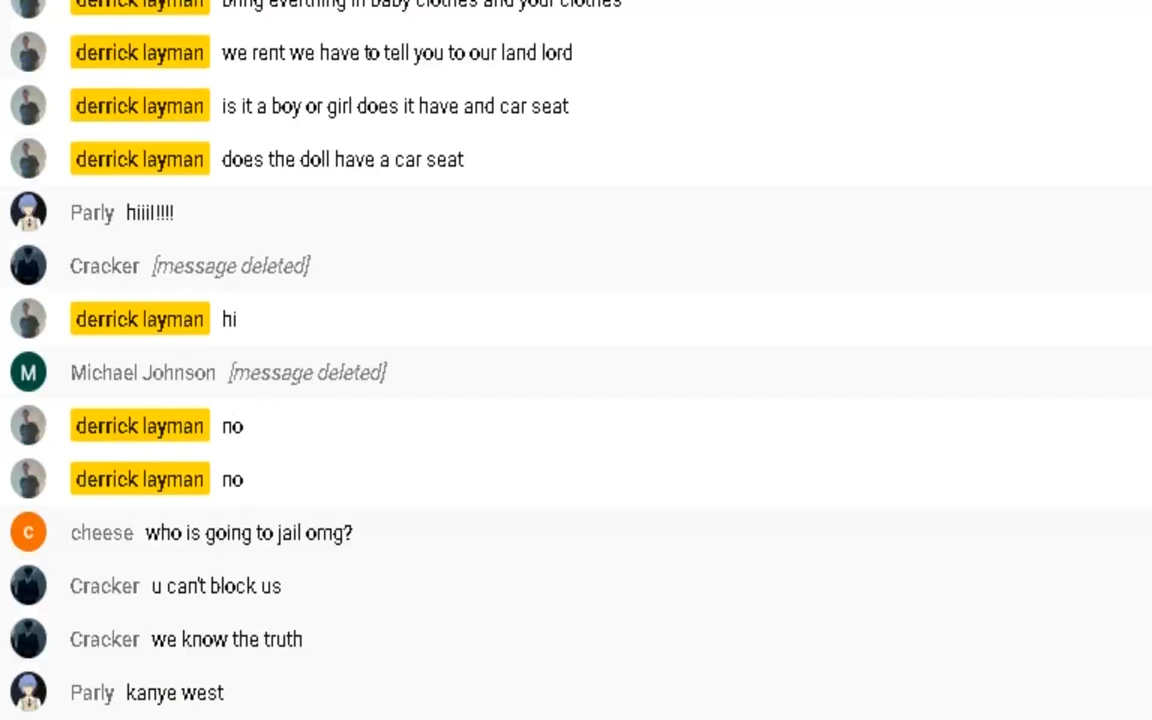 derrick layman bring everthing in baby clothes and your clothes
derrick layman we rent we have to tell you to our land lord
derrick layman is it a boy or girl does it have and car seat
derrick layman does the doll have a car seat
Parly hiiil!!!!
Cracker [message deleted]
derrick layman hi
M Michael Johnson [message deleted]
derrick layman no
derrick layman no
c cheese who is going to jail omg?
Cracker u can't block us
Cracker we know the truth
Parly kanye west